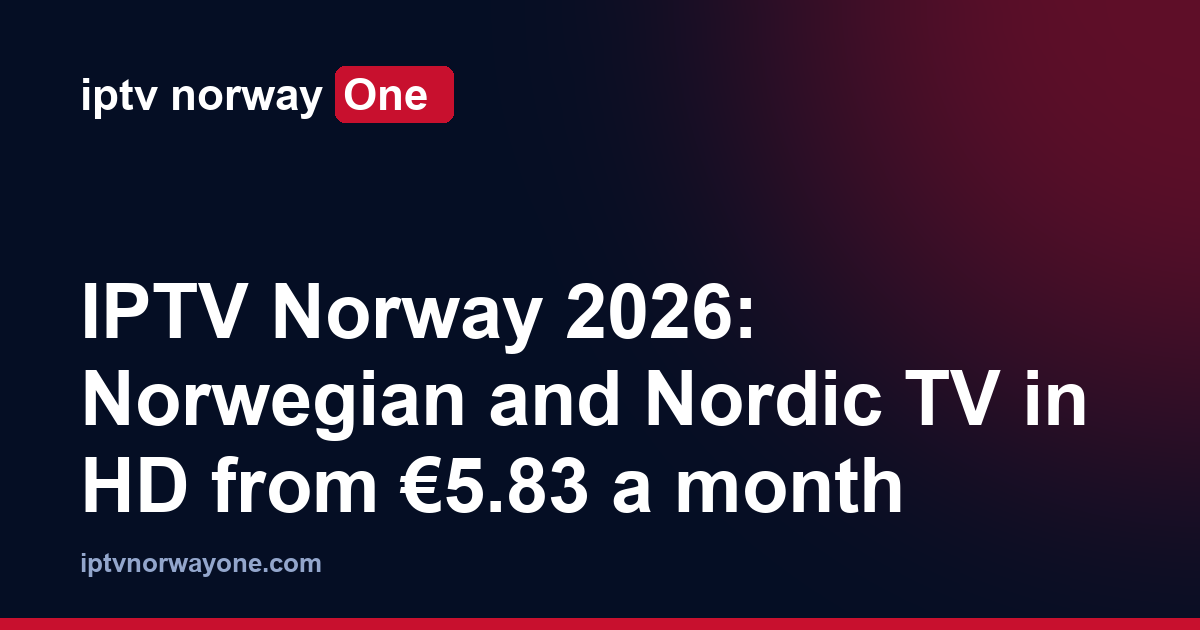 iptv norway One
IPTV Norway 2026:
Norwegian and Nordic TV in
HD from €5.83 a month
iptvnorwayone.com